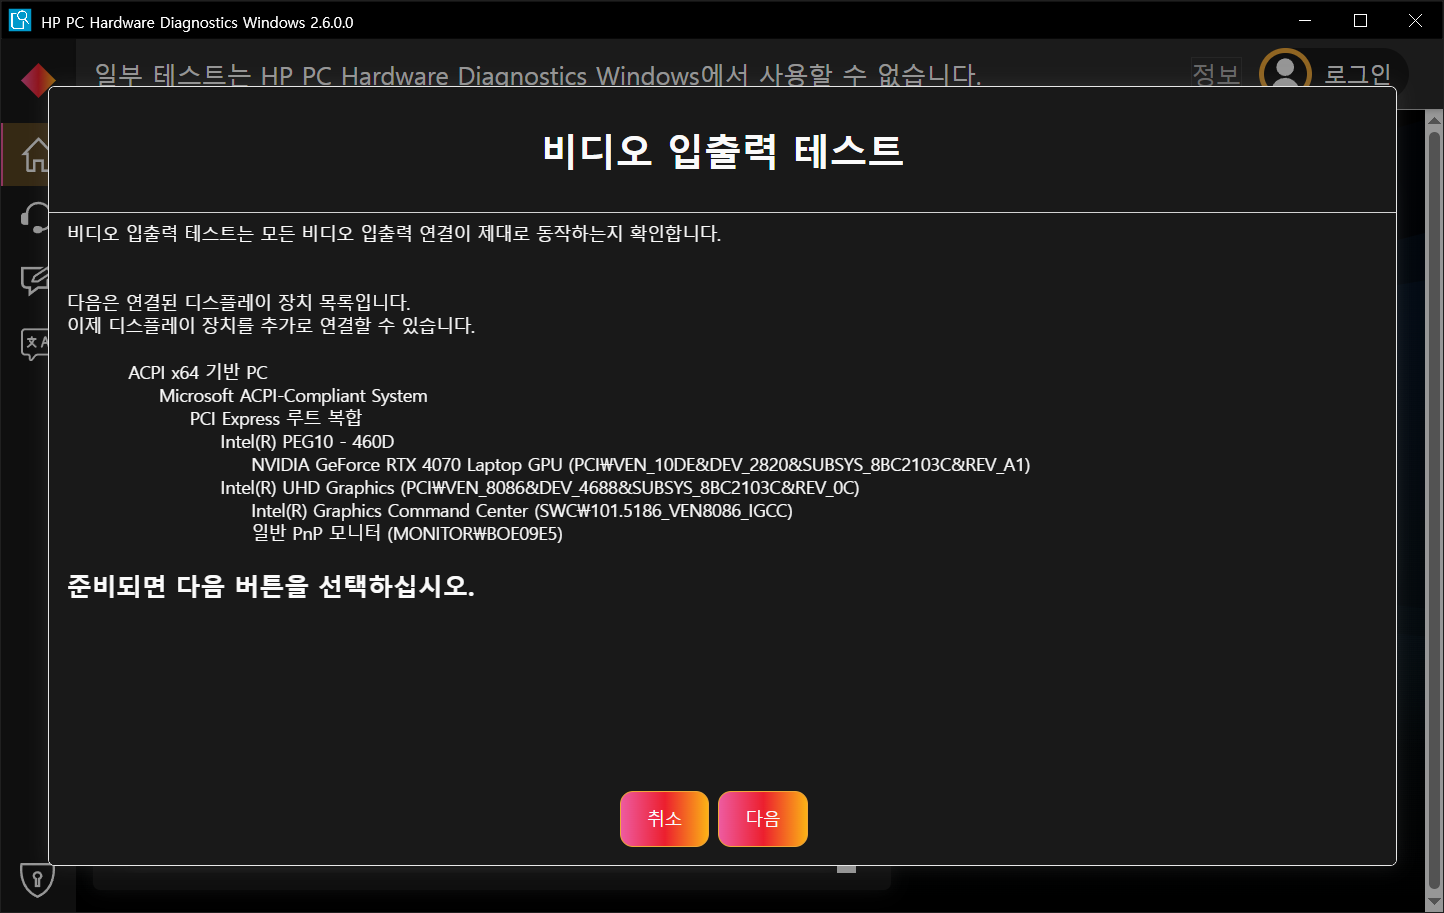 HP PC Hardware Diagnostics Windows 2.6.0.0
일부 테스트는 HP PC Hardware Diagnostics Windows에서 사용할 수 없습니다.
정보
로그인
비디오 입출력 테스트
비디오 입출력 테스트는 모든 비디오 입출력 연결이 제대로 동작하는지 확인합니다.
다음은 연결된 디스플레이 장치 목록입니다.
이제 디스플레이 장치를 추가로 연결할 수 있습니다.
ACPI x64 기반 PC
Microsoft ACPI-Compliant System
PCI Express 루트 복합
Intel(R) PEG10 - 460D
NVIDIA GeForce RTX 4070 Laptop GPU (PCI₩VEN_10DE&DEV_2820&SUBSYS_8BC2103C&REV_A1)
Intel(R) UHD Graphics (PCI₩VEN_8086&DEV_4688&SUBSYS_8BC2103C&REV_0C)
Intel(R) Graphics Command Center (SWC₩101.5186_VEN8086_IGCC)
일반 PnP 모니터 (MONITOR₩BOE09E5)
준비되면 다음 버튼을 선택하십시오.
취소
다음